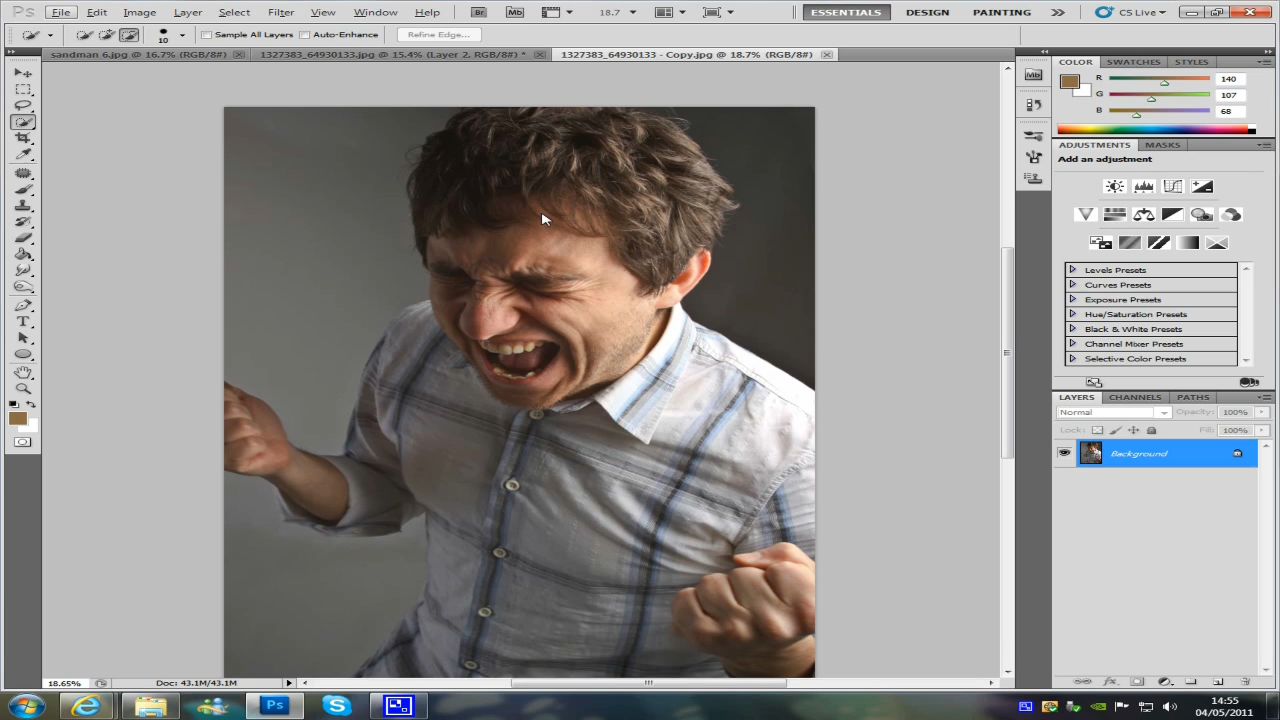 Ps File Edit Image Layer Select Filter View Window Help Br Mb 18.7 ESSENTIALS DESIGN PAINTING CS Live
10 Sample All Layers Auto-Enhance Refine Edge...
sandman 6.jpg @ 16.7% (RGB/8#) 1327383_64930133.jpg @ 15.4% (Layer 2, RGB/8#) * 1327383_64930133 - Copy.jpg @ 18.7% (RGB/8#)
COLOR SWATCHES STYLES
Mb
R 140
G 107
B 68
ADJUSTMENTS MASKS
Add an adjustment
Levels Presets
Curves Presets
Exposure Presets
Hue/Saturation Presets
Black & White Presets
Channel Mixer Presets
Selective Color Presets
LAYERS CHANNELS PATHS
Normal Opacity: 100%
Lock: Fill: 100%
Background
T
18.65% Doc: 43.1M/43.1M
fx
Ps
14:55
04/05/2011